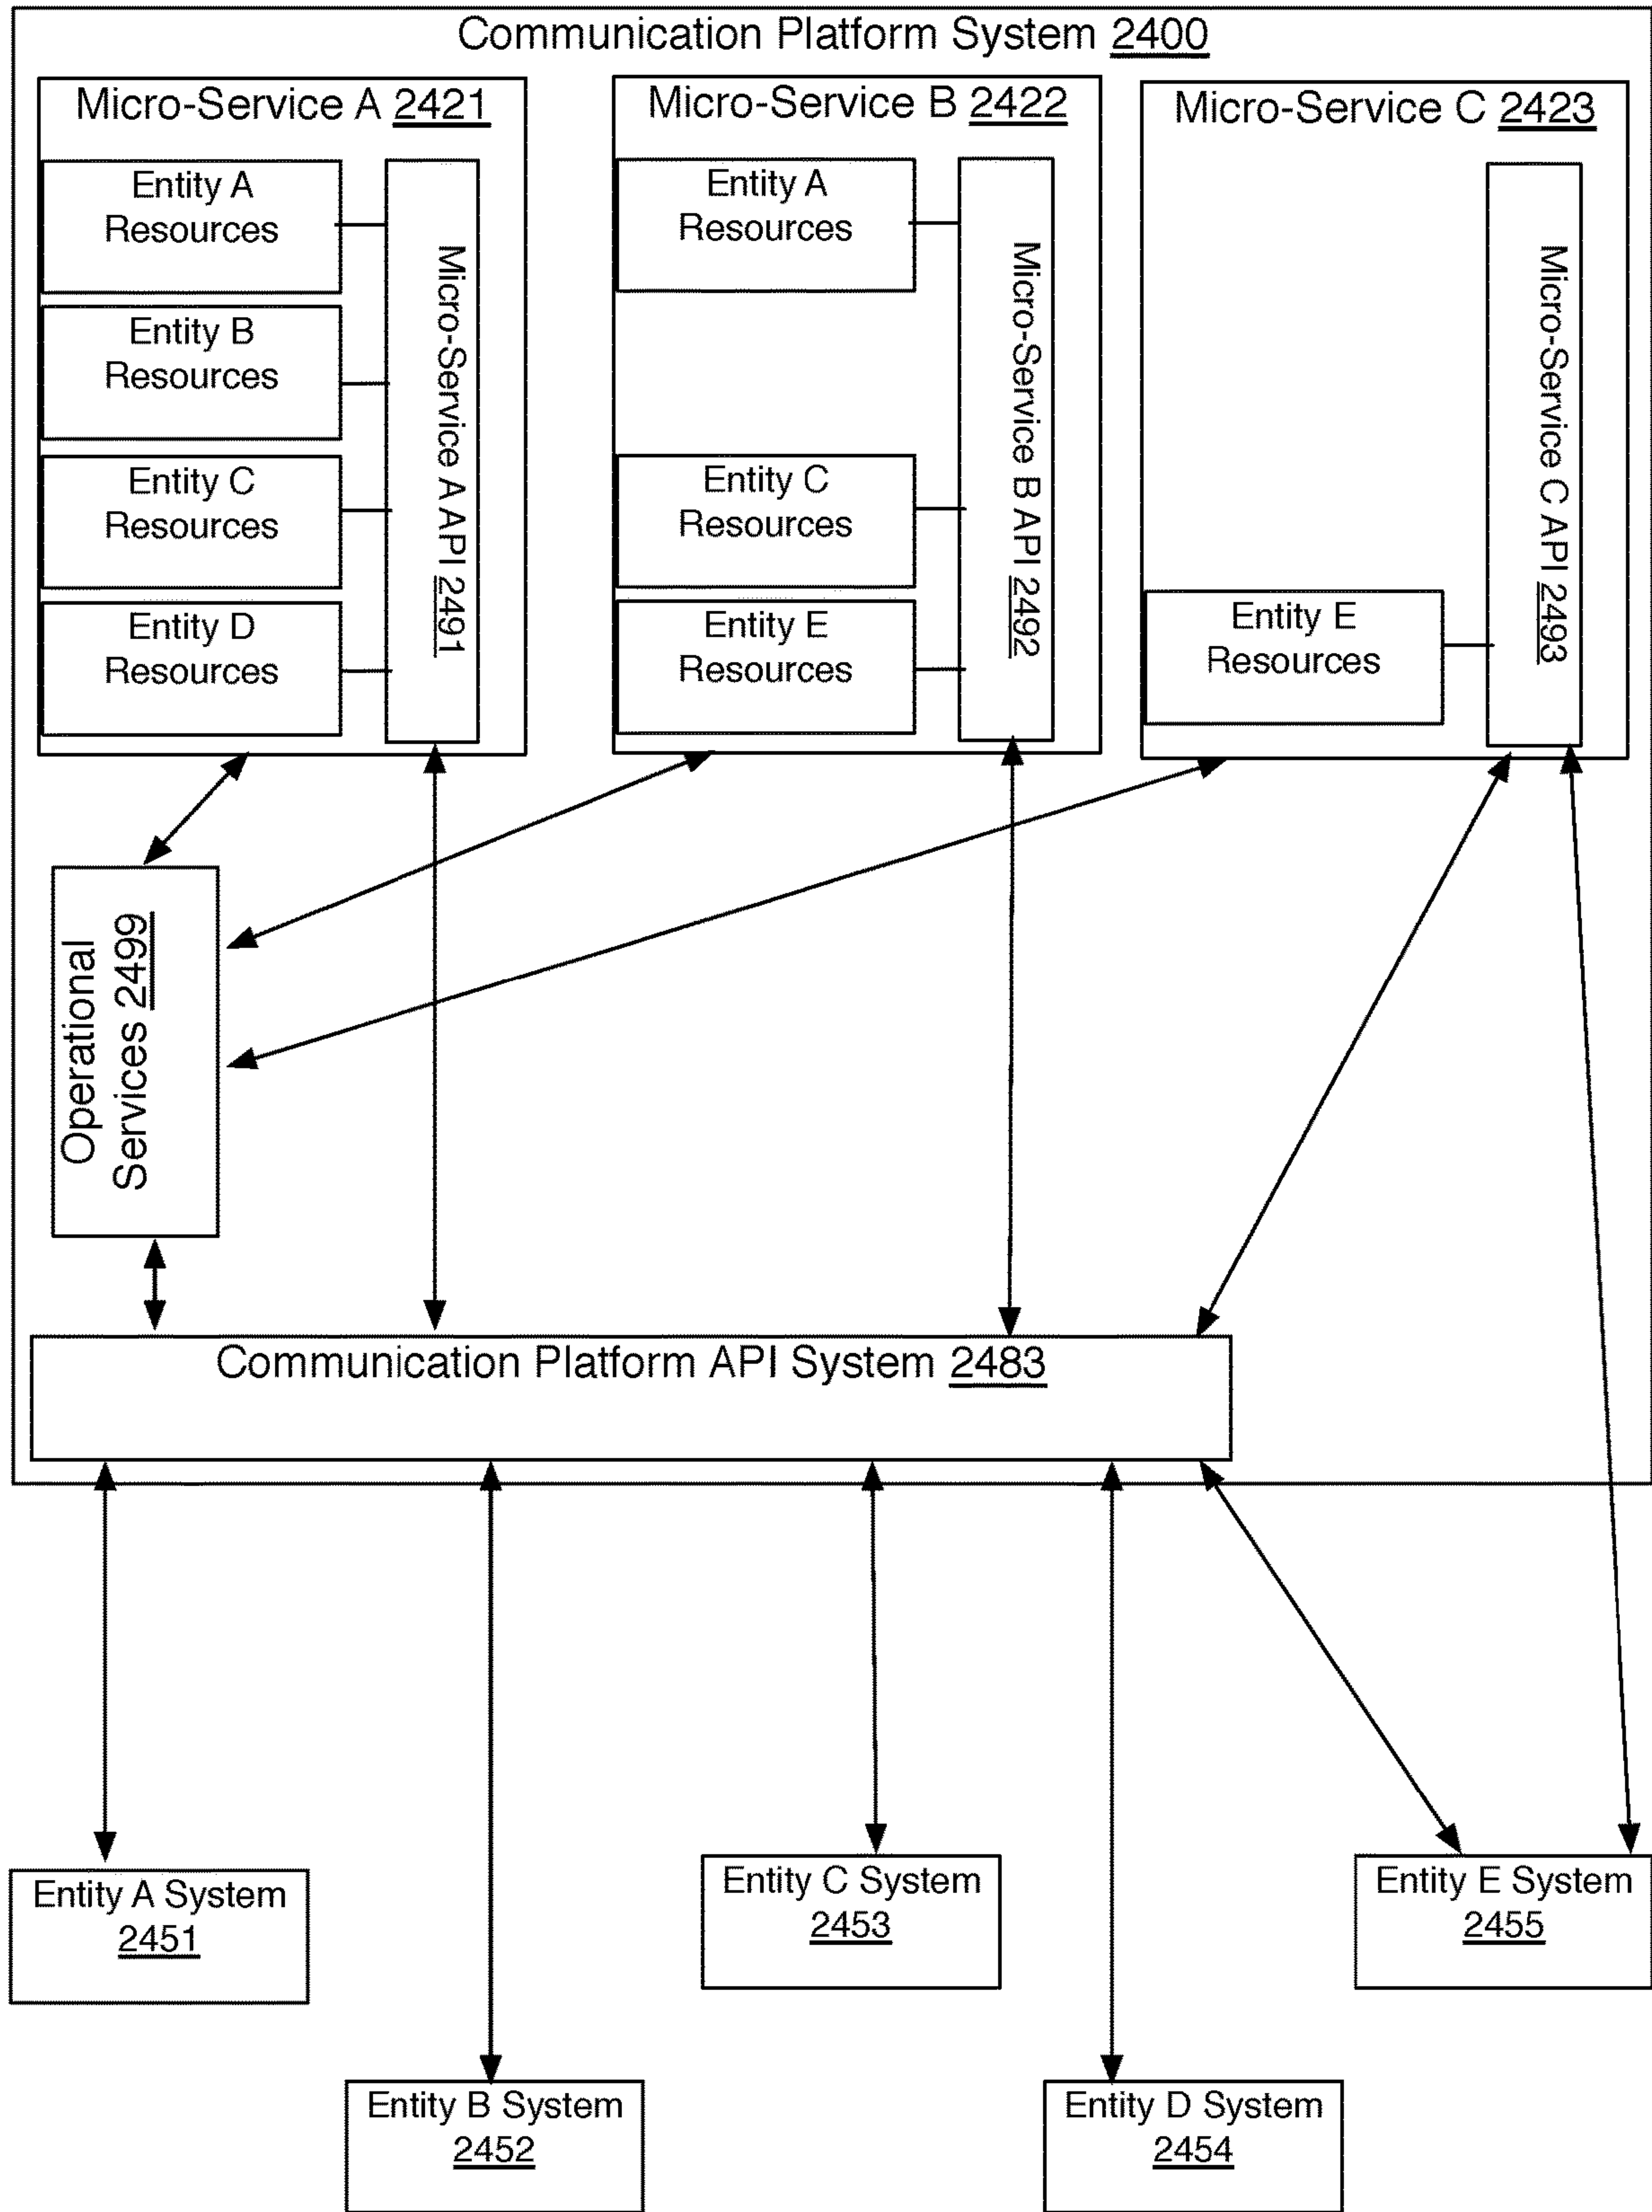 Communication Platform System 2400
Micro-Service A 2421
Entity A
Resources
Entity B
Resources
Entity C
Resources
Entity D
Resources
Micro-Service A API 2491
Micro-Service B 2422
Entity A
Resources
Entity C
Resources
Entity E
Resources
Micro-Service B API 2492
Micro-Service C 2423
Entity E
Resources
Micro-Service C API 2493
Operational
Services 2499
Communication Platform API System 2483
Entity A System
2451
Entity C System
2453
Entity E System
2455
Entity B System
2452
Entity D System
2454